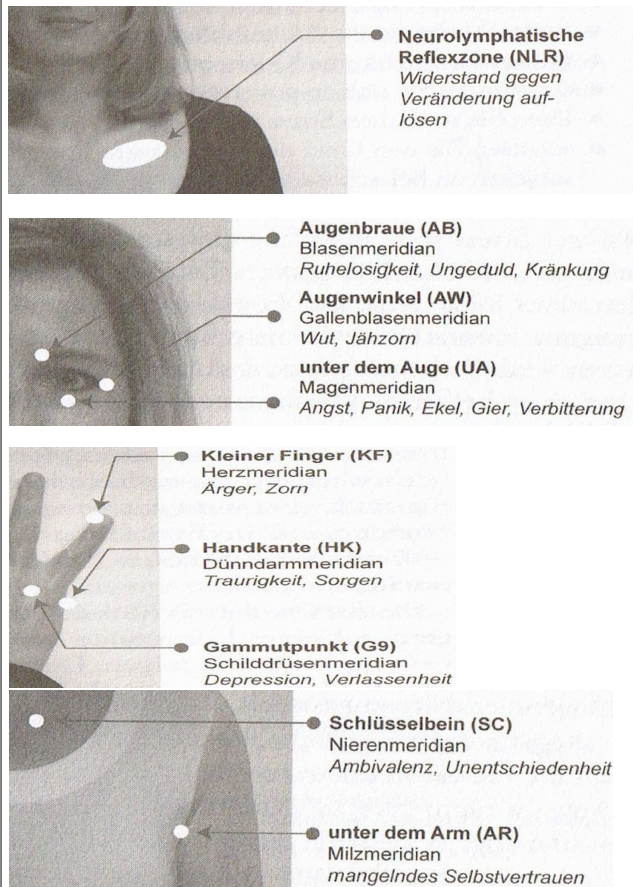 Neurolymphatische
Reflexzone (NLR)
Widerstand gegen
Veränderung auf-
lösen
Augenbraue (AB)
Blasenmeridian
Ruhelosigkeit, Ungeduld, Kränkung
Augenwinkel (AW)
Gallenblasenmeridian
Wut, Jähzorn
unter dem Auge (UA)
Magenmeridian
Angst, Panik, Ekel, Gier, Verbitterung
Kleiner Finger (KF)
Herzmeridian
Ärger, Zorn
Handkante (HK)
Dünndarmmeridian
Traurigkeit, Sorgen
Gammutpunkt (G9)
Schilddrüsenmeridian
Depression, Verlassenheit
Schlüsselbein (SC)
Nierenmeridian
Ambivalenz, Unentschiedenheit
unter dem Arm (AR)
Milzmeridian
mangelndes Selbstvertrauen